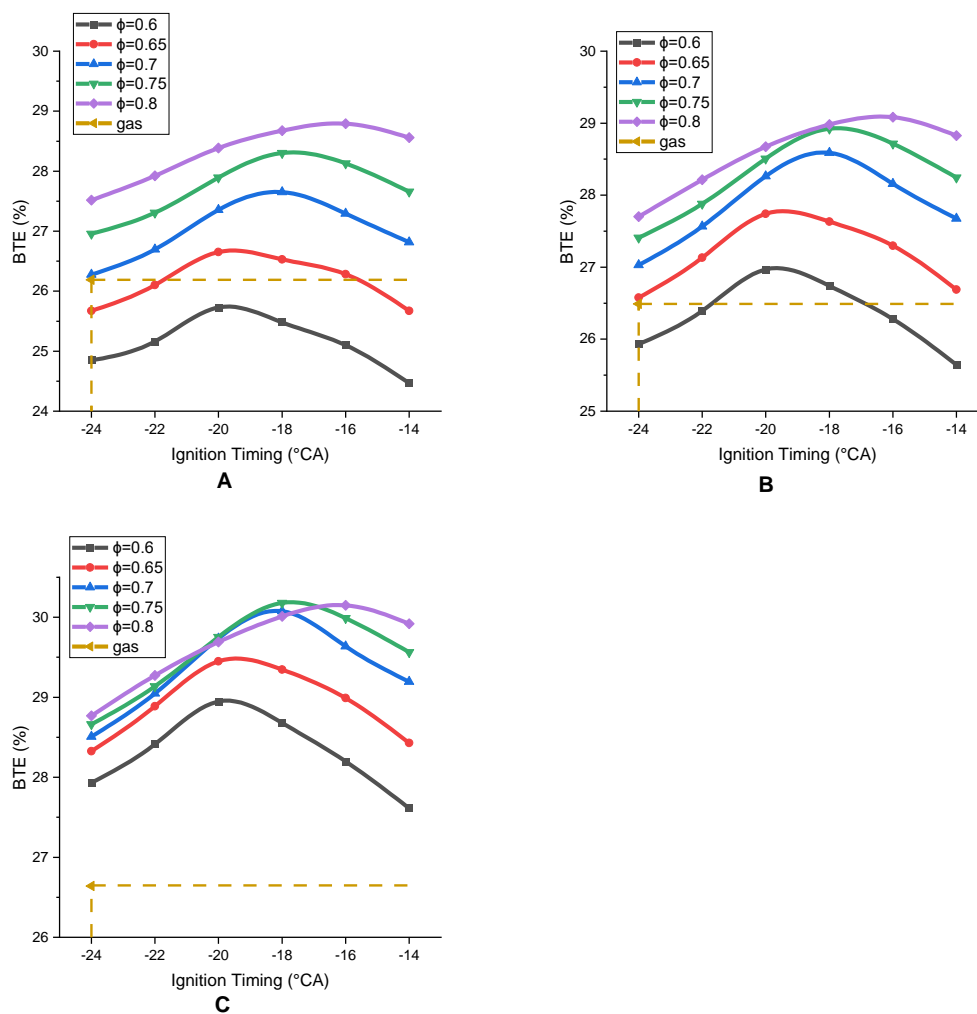 ϕ=0.6
ϕ=0.65
ϕ=0.7
ϕ=0.75
ϕ=0.8
gas
30
29
28
27
26
25
24
BTE (%)
-24 -22 -20 -18 -16 -14
Ignition Timing (°CA)
A
ϕ=0.6
ϕ=0.65
ϕ=0.7
ϕ=0.75
ϕ=0.8
gas
30
29
28
27
26
25
BTE (%)
-24 -22 -20 -18 -16 -14
Ignition Timing (°CA)
B
ϕ=0.6
ϕ=0.65
ϕ=0.7
ϕ=0.75
ϕ=0.8
gas
30
29
28
27
26
BTE (%)
-24 -22 -20 -18 -16 -14
Ignition Timing (°CA)
C